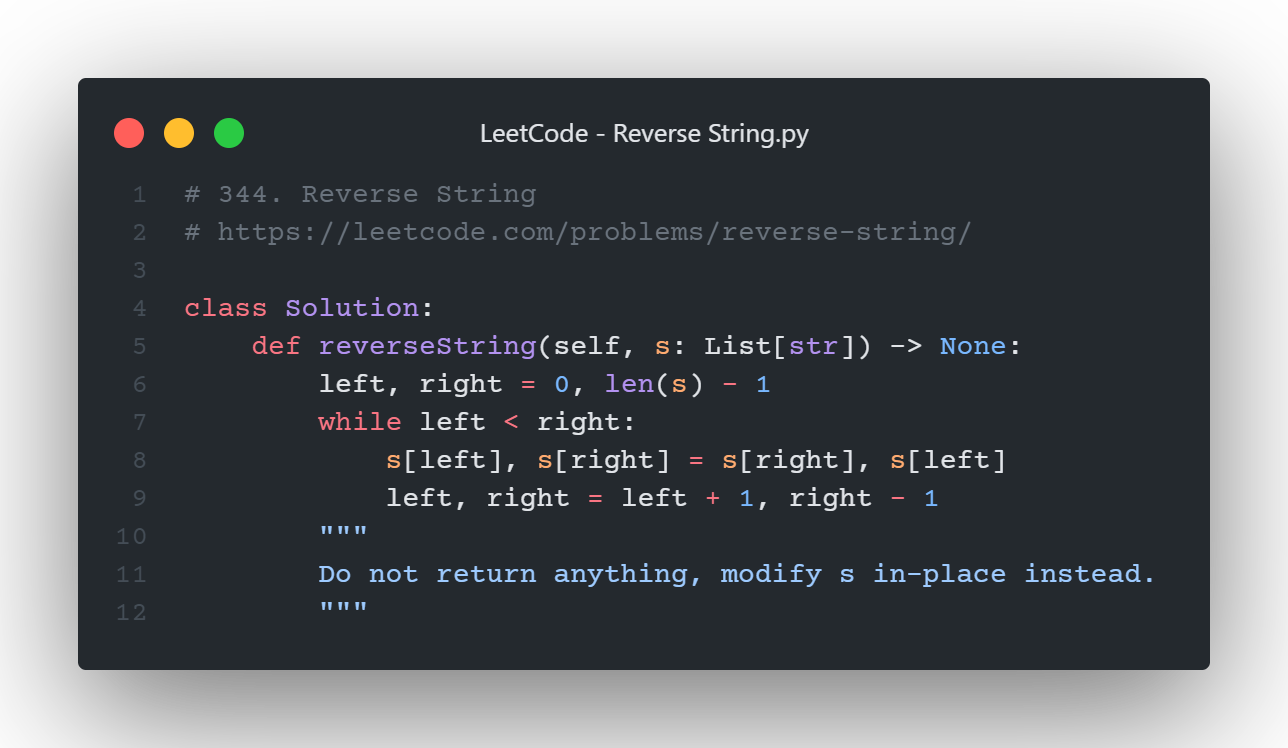 LeetCode - Reverse String.py
1 # 344. Reverse String
2 # https://leetcode.com/problems/reverse-string/
3
4 class Solution:
5     def reverseString(self, s: List[str]) -> None:
6         left, right = 0, len(s) - 1
7         while left < right:
8             s[left], s[right] = s[right], s[left]
9             left, right = left + 1, right - 1
10         """
11         Do not return anything, modify s in-place instead.
12         """